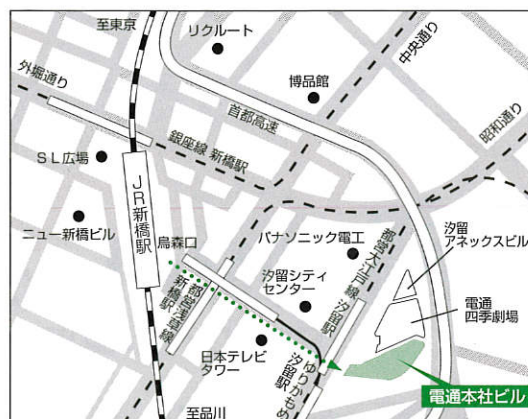 至東京
リクルート
中央通り
外堀通り
博品館
首都高速
昭和通り
銀座線 新橋駅
SL広場
JR新橋駅
ニュー新橋ビル
烏森口
パナソニック電工
都営大江戸線 汐留駅
汐留
アネックスビル
都営浅草線
新橋駅
汐留シティ
センター
電通
四季劇場
日本テレビ
タワー
ゆりかもめ
汐留駅
電通本社ビル
至品川